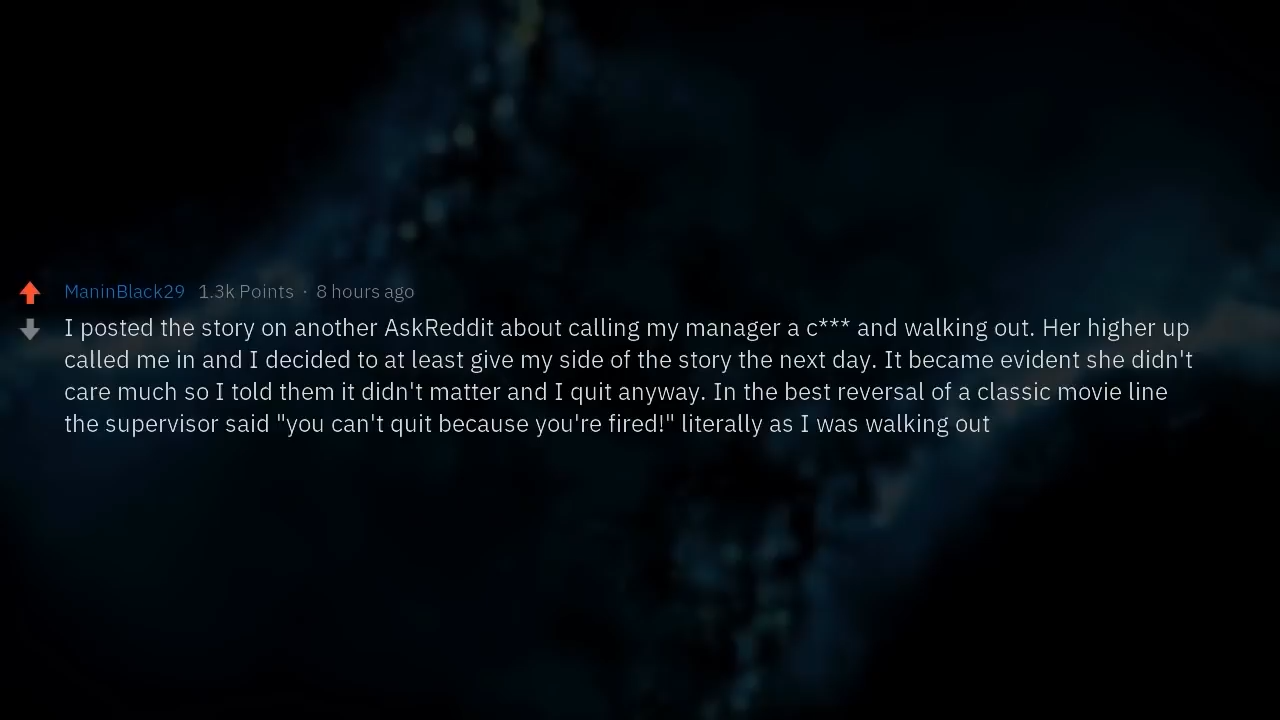 ManinBlack29 1.3k Points · 8 hours ago
I posted the story on another AskReddit about calling my manager a c*** and walking out. Her higher up
called me in and I decided to at least give my side of the story the next day. It became evident she didn't
care much so I told them it didn't matter and I quit anyway. In the best reversal of a classic movie line
the supervisor said "you can't quit because you're fired!" literally as I was walking out